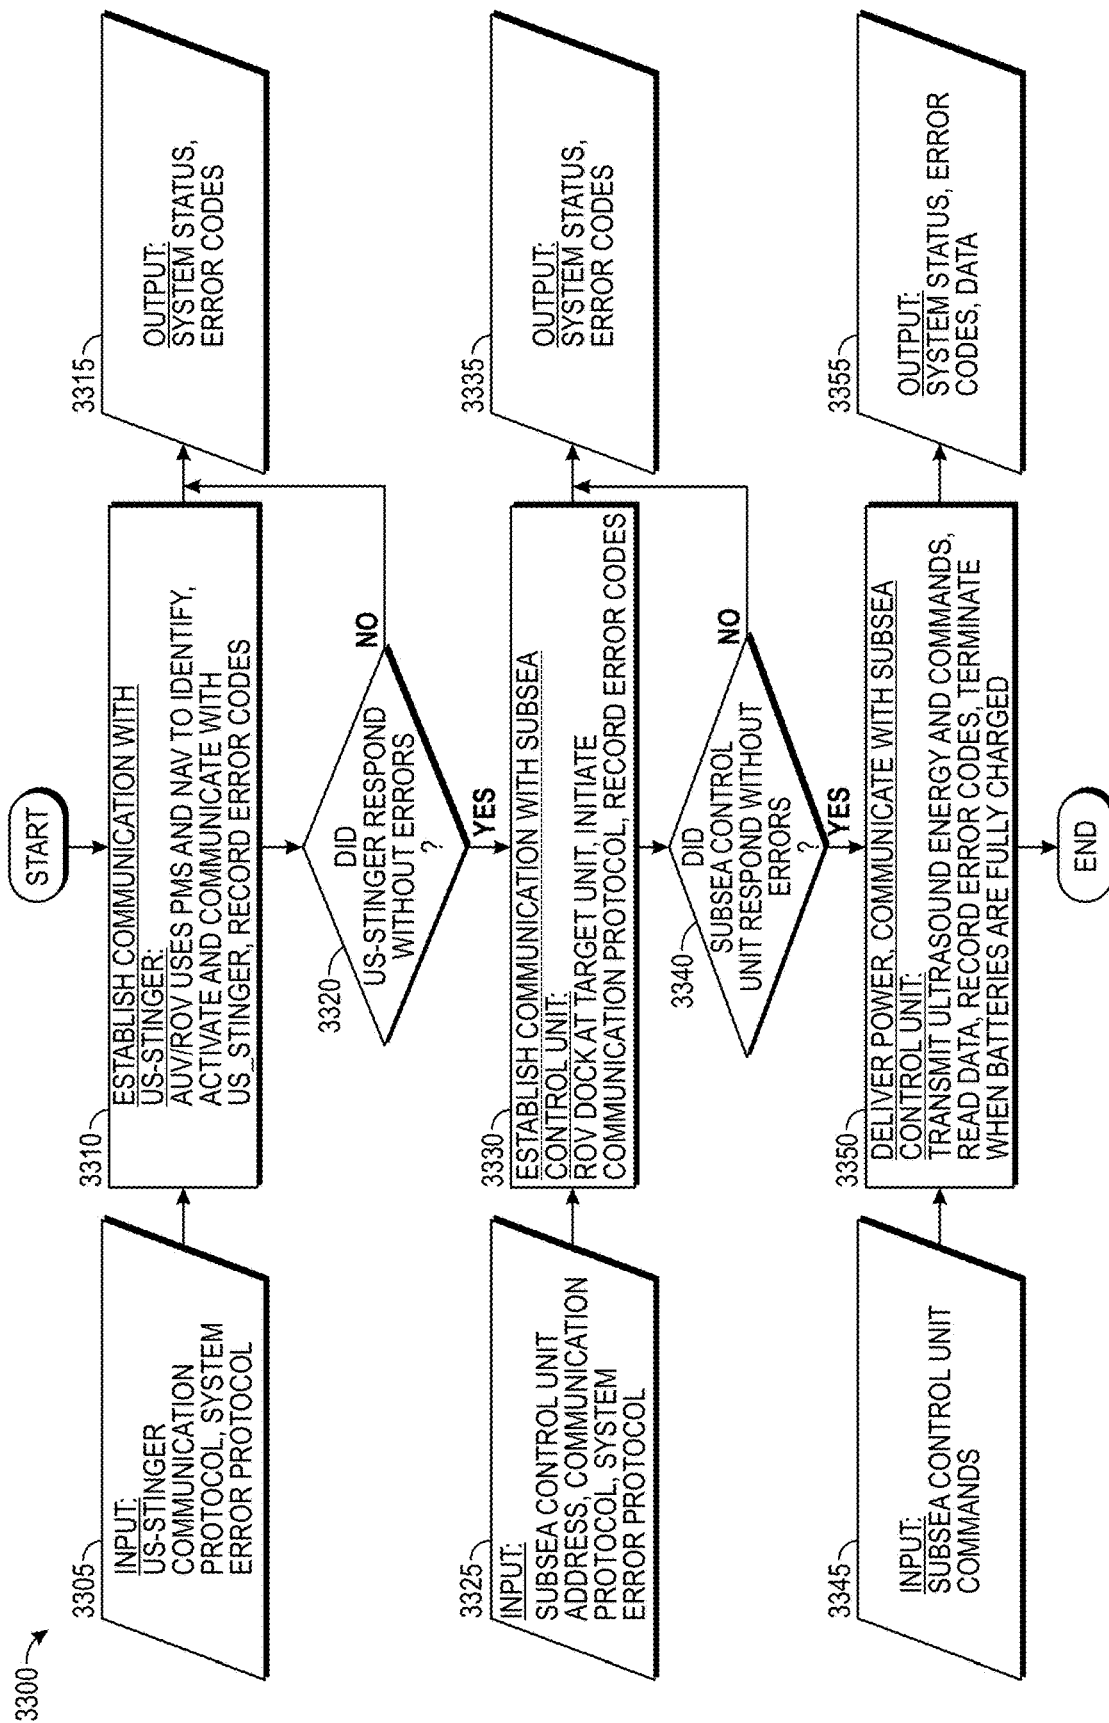 3300
START
3305
INPUT:
US-STINGER
COMMUNICATION
PROTOCOL, SYSTEM
ERROR PROTOCOL
3310
ESTABLISH COMMUNICATION WITH
US-STINGER:
AUV/ROV USES PMS AND NAV TO IDENTIFY,
ACTIVATE AND COMMUNICATE WITH
US_STINGER, RECORD ERROR CODES
3315
OUTPUT:
SYSTEM STATUS,
ERROR CODES
3320
DID
US-STINGER RESPOND
WITHOUT ERRORS
?
NO
YES
3325
INPUT:
SUBSEA CONTROL UNIT
ADDRESS, COMMUNICATION
PROTOCOL, SYSTEM
ERROR PROTOCOL
3330
ESTABLISH COMMUNICATION WITH SUBSEA
CONTROL UNIT:
ROV DOCK AT TARGET UNIT, INITIATE
COMMUNICATION PROTOCOL, RECORD ERROR CODES
3335
OUTPUT:
SYSTEM STATUS,
ERROR CODES
3340
DID
SUBSEA CONTROL
UNIT RESPOND WITHOUT
ERRORS
?
NO
YES
3345
INPUT:
SUBSEA CONTROL UNIT
COMMANDS
3350
DELIVER POWER, COMMUNICATE WITH SUBSEA
CONTROL UNIT:
TRANSMIT ULTRASOUND ENERGY AND COMMANDS,
READ DATA, RECORD ERROR CODES, TERMINATE
WHEN BATTERIES ARE FULLY CHARGED
3355
OUTPUT:
SYSTEM STATUS, ERROR
CODES, DATA
END